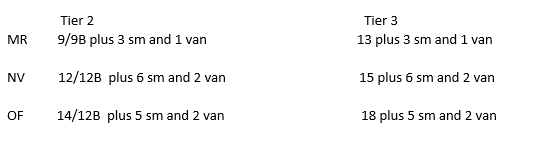 Tier 2 Tier 3
MR 9/9B plus 3 sm and 1 van 13 plus 3 sm and 1 van
NV 12/12B plus 6 sm and 2 van 15 plus 6 sm and 2 van
OF 14/12B plus 5 sm and 2 van 18 plus 5 sm and 2 van